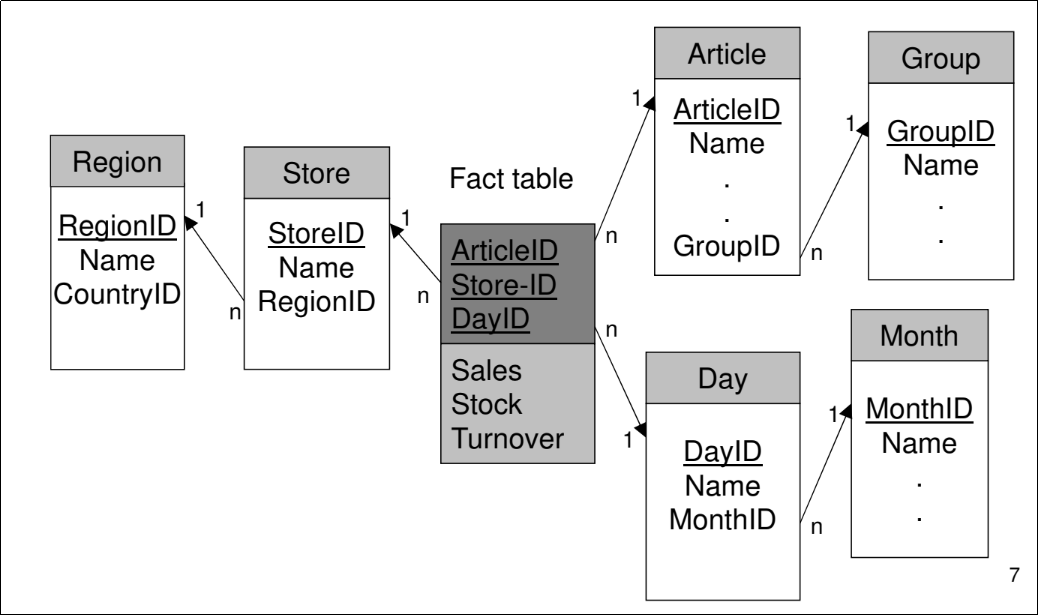 Region
RegionID
Name
CountryID
1
n
Store
StoreID
Name
RegionID
1
n
Fact table
ArticleID
Store-ID
DayID
Sales
Stock
Turnover
n
1
Article
ArticleID
Name
.
.
GroupID
n
1
Group
GroupID
Name
.
.
n
1
Day
DayID
Name
MonthID
n
1
Month
MonthID
Name
.
.
7